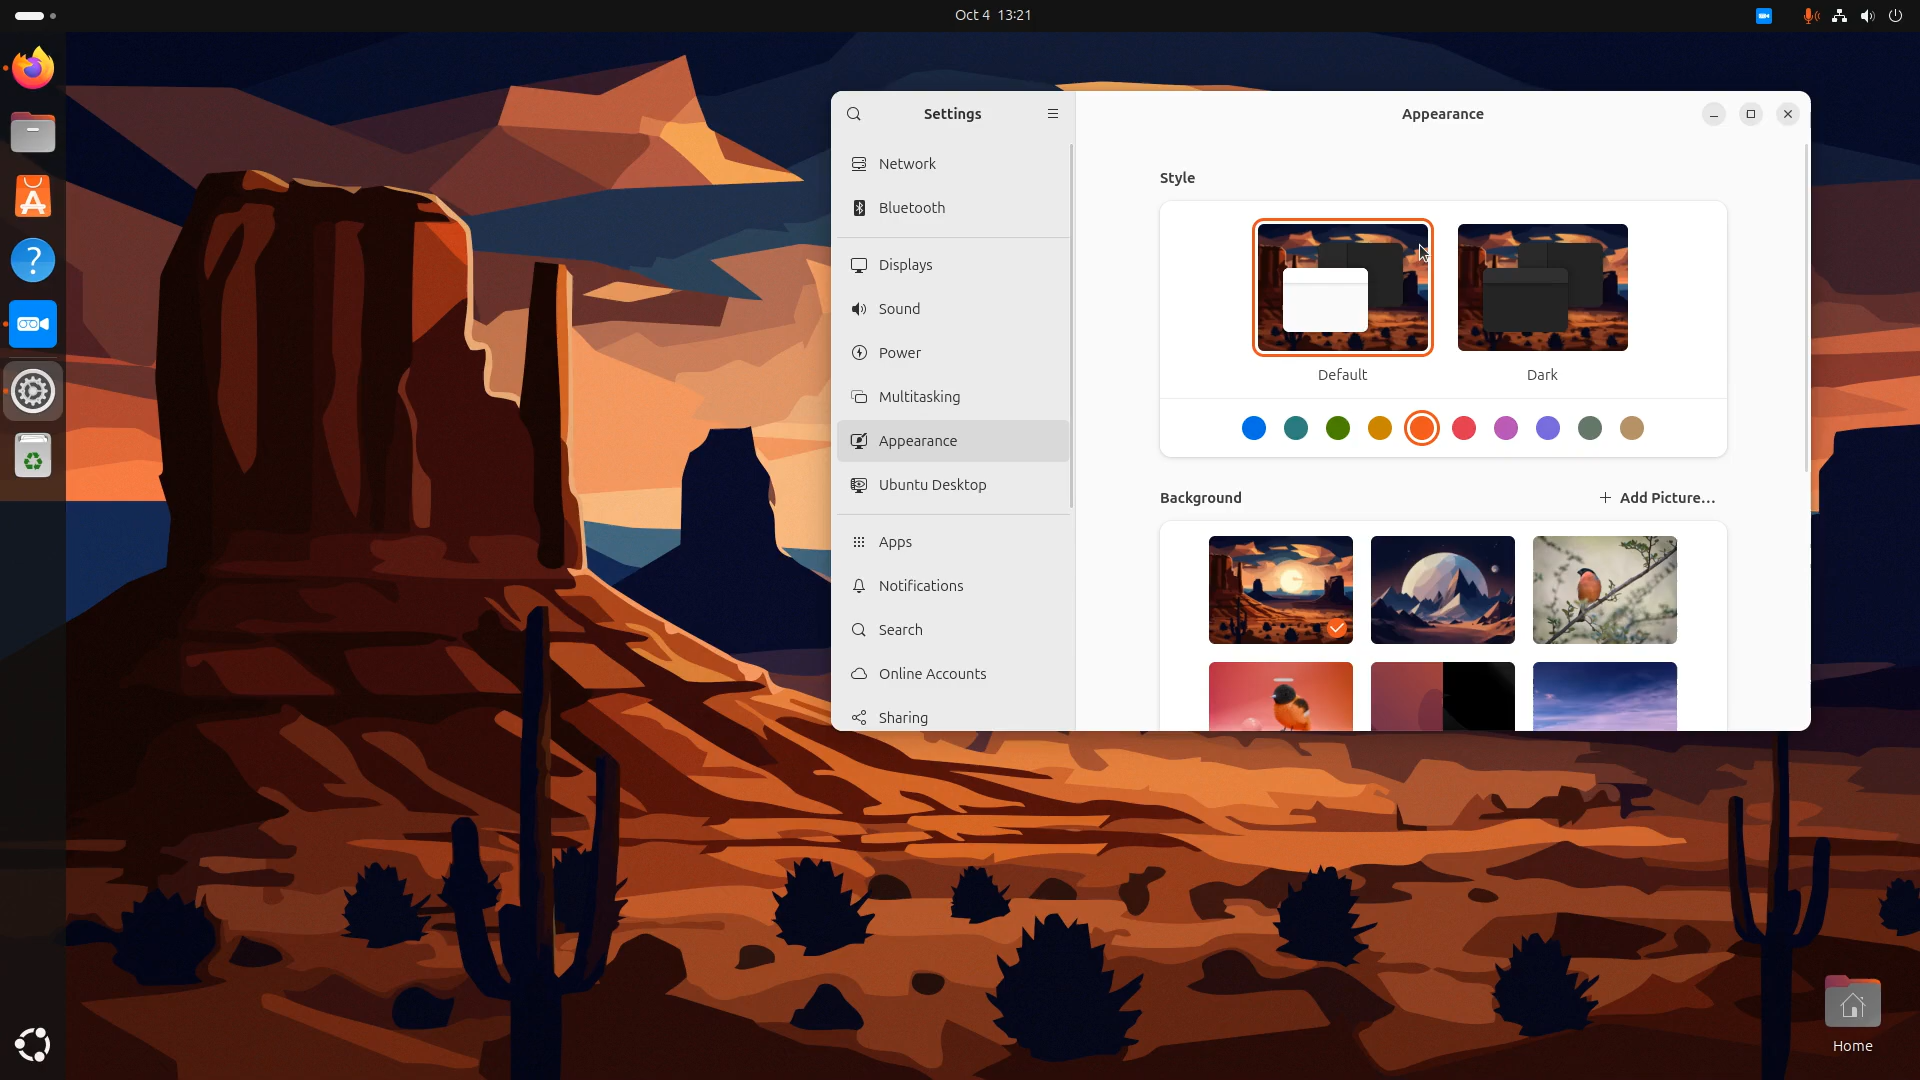 Oct 4 13:21
Settings
Appearance
Network
Bluetooth
Displays
Sound
Power
Multitasking
Appearance
Ubuntu Desktop
Apps
Notifications
Search
Online Accounts
Sharing
Style
Default
Dark
Background
Add Picture…
Home